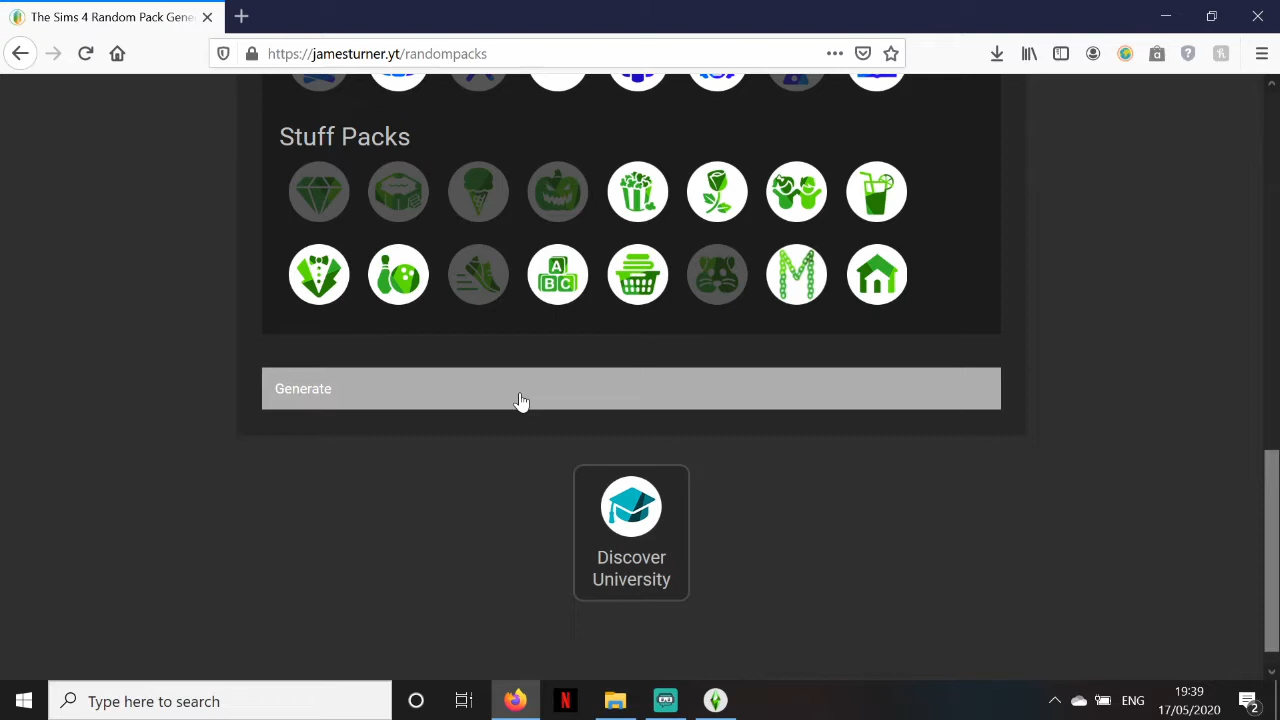 The Sims 4 Random Pack Gene
https://jamesturner.yt/randompacks
Stuff Packs
A
B C
M
Generate
Discover
University
Type here to search
N
ENG
19:39
17/05/2020
2